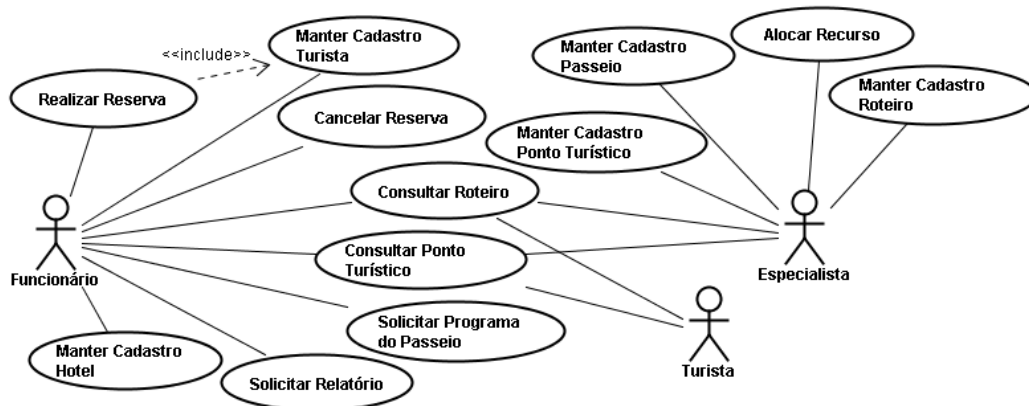 <<include>>
Manter Cadastro
Turista
Realizar Reserva
Cancelar Reserva
Manter Cadastro
Passeio
Alocar Recurso
Manter Cadastro
Roteiro
Manter Cadastro
Ponto Turístico
Consultar Roteiro
Consultar Ponto
Turístico
Funcionário
Especialista
Solicitar Programa
do Passeio
Turista
Manter Cadastro
Hotel
Solicitar Relatório